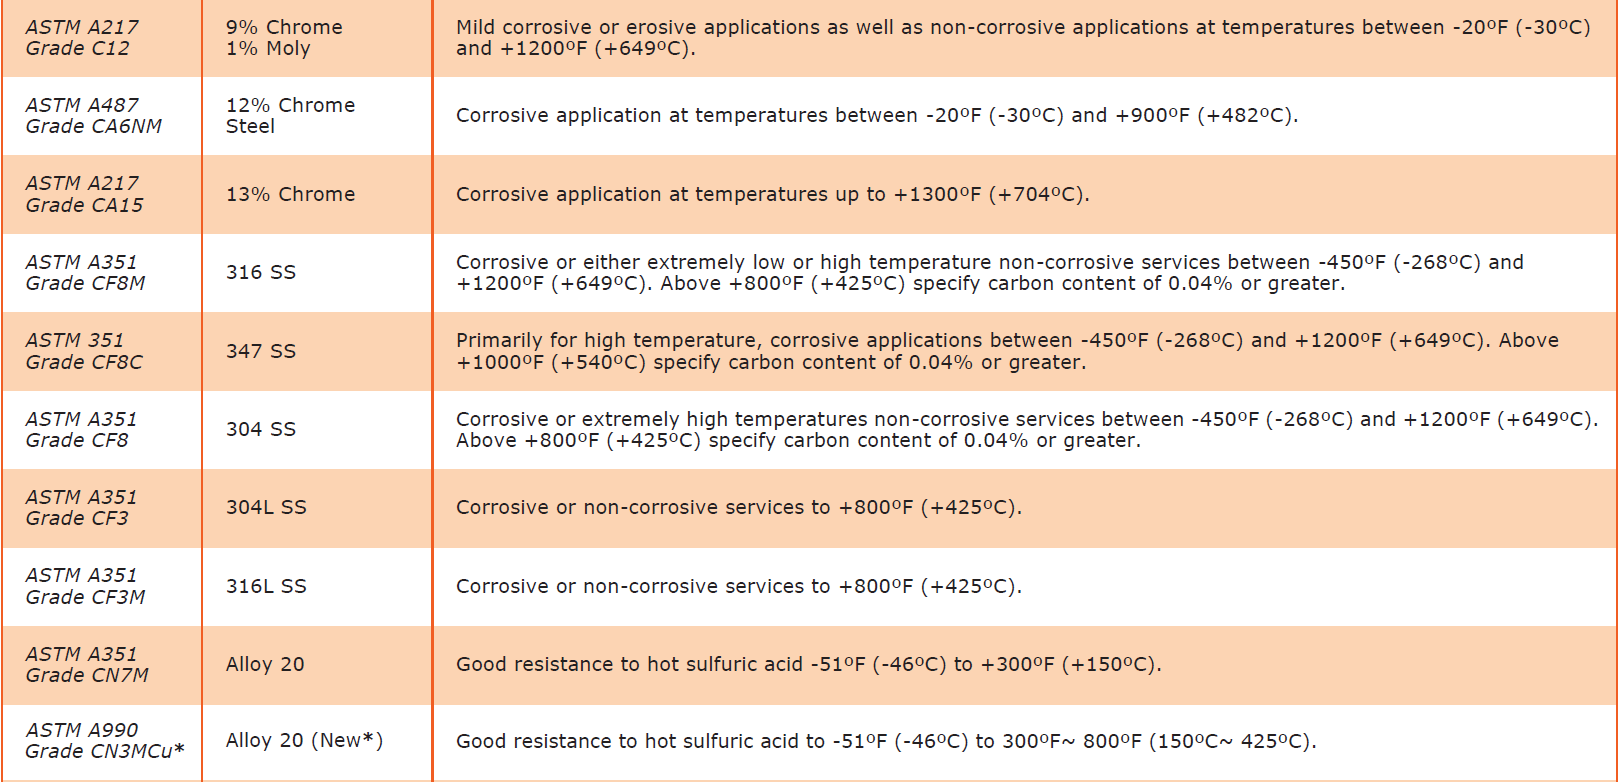 ASTM A217
Grade C12
9% Chrome
1% Moly
Mild corrosive or erosive applications as well as non-corrosive applications at temperatures between -20ºF (-30ºC)
and +1200ºF (+649ºC).
ASTM A487
Grade CA6NM
12% Chrome
Steel
Corrosive application at temperatures between -20ºF (-30ºC) and +900ºF (+482ºC).
ASTM A217
Grade CA15
13% Chrome
Corrosive application at temperatures up to +1300ºF (+704ºC).
ASTM A351
Grade CF8M
316 SS
Corrosive or either extremely low or high temperature non-corrosive services between -450ºF (-268ºC) and
+1200ºF (+649ºC). Above +800ºF (+425ºC) specify carbon content of 0.04% or greater.
ASTM 351
Grade CF8C
347 SS
Primarily for high temperature, corrosive applications between -450ºF (-268ºC) and +1200ºF (+649ºC). Above
+1000ºF (+540ºC) specify carbon content of 0.04% or greater.
ASTM A351
Grade CF8
304 SS
Corrosive or extremely high temperatures non-corrosive services between -450ºF (-268ºC) and +1200ºF (+649ºC).
Above +800ºF (+425ºC) specify carbon content of 0.04% or greater.
ASTM A351
Grade CF3
304L SS
Corrosive or non-corrosive services to +800ºF (+425ºC).
ASTM A351
Grade CF3M
316L SS
Corrosive or non-corrosive services to +800ºF (+425ºC).
ASTM A351
Grade CN7M
Alloy 20
Good resistance to hot sulfuric acid -51ºF (-46ºC) to +300ºF (+150ºC).
ASTM A990
Grade CN3MCu*
Alloy 20 (New*)
Good resistance to hot sulfuric acid to -51ºF (-46ºC) to 300ºF~ 800ºF (150ºC~ 425ºC).